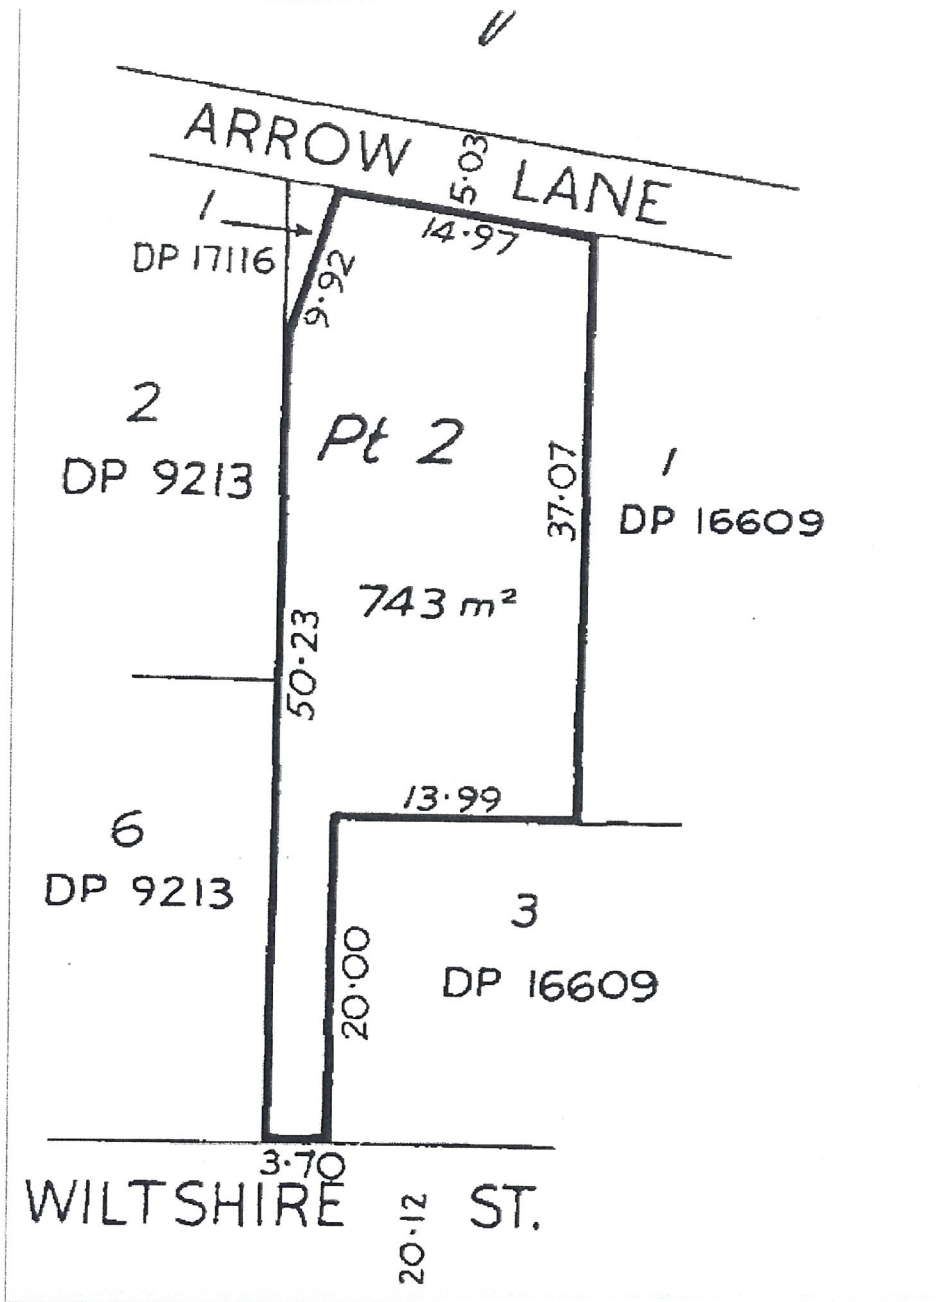 ARROW LANE
5·03
1
DP 17116
14·97
9·92
2
DP 9213
Pt 2
37·07
1
DP 16609
743 m²
50·23
13·99
6
DP 9213
3
DP 16609
20·00
3·70
WILTSHIRE ST.
20·12